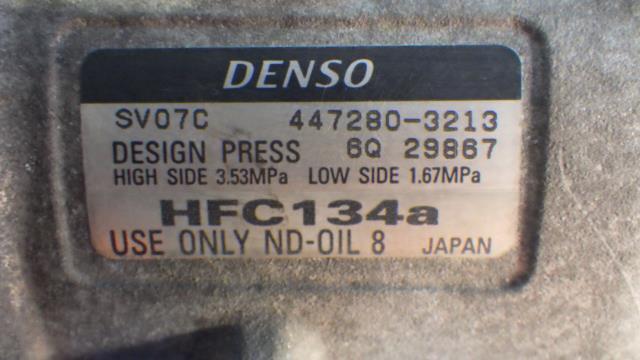 DENSO
SV07C 447280-3213
DESIGN PRESS 6Q 29867
HIGH SIDE 3.53MPa LOW SIDE 1.67MPa
HFC134a
USE ONLY ND-OIL 8 JAPAN